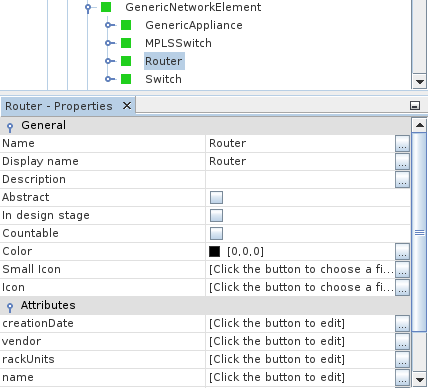 GenericNetworkElement
GenericAppliance
MPLSSwitch
Router
Switch
Router - Properties ×
General
Name Router ...
Display name Router ...
Description ...
Abstract
In design stage
Countable
Color [0,0,0] ...
Small Icon [Click the button to choose a fi... ...
Icon [Click the button to choose a fi... ...
Attributes
creationDate [Click the button to edit] ...
vendor [Click the button to edit] ...
rackUnits [Click the button to edit] ...
name [Click the button to edit] ...